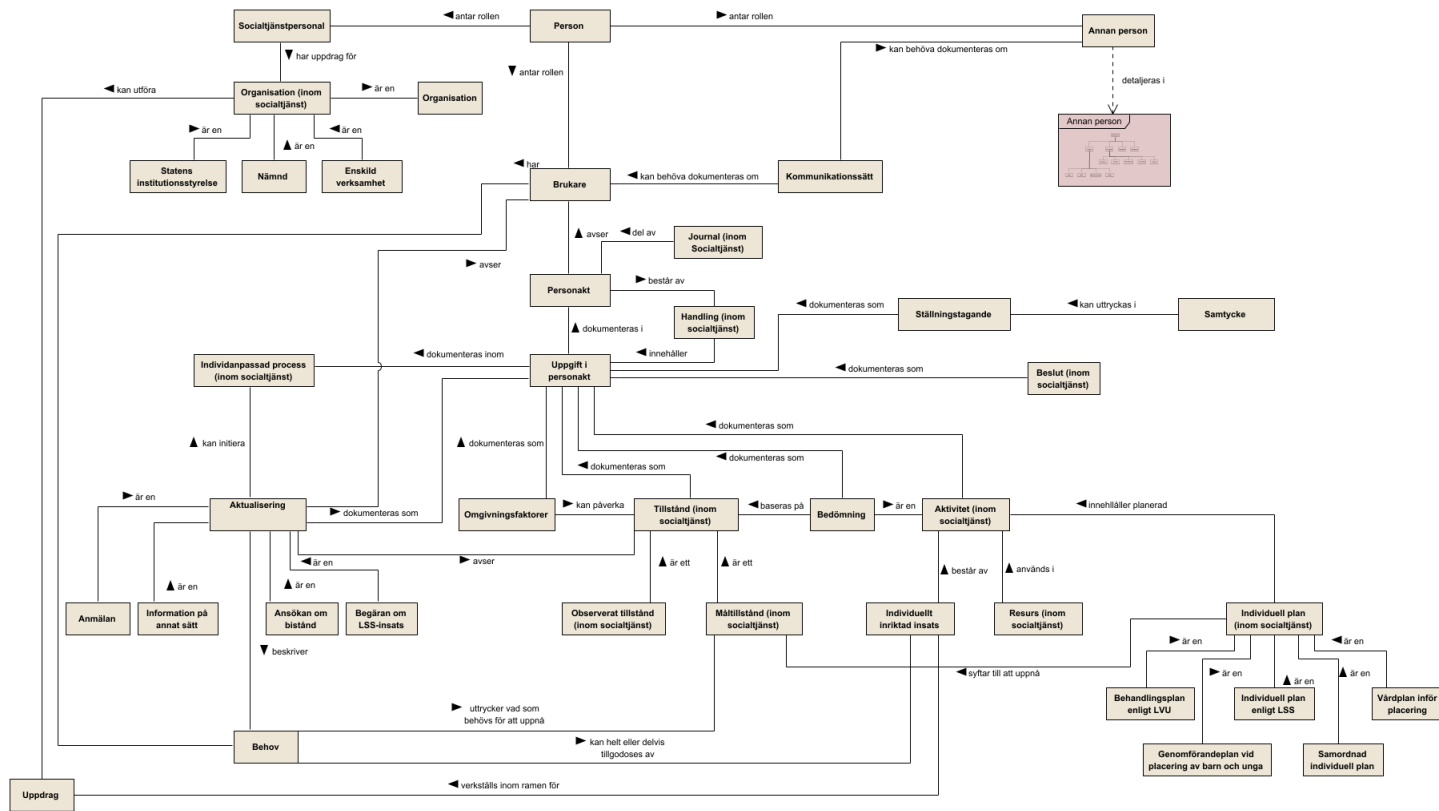 Socialtjänstpersonal
◄ antar rollen
Person
► antar rollen
Annan person
▼ har uppdrag för
▼ antar rollen
► kan behöva dokumenteras om
detaljeras i
◄ kan utföra
Organisation (inom
socialtjänst)
► är en
Organisation
Annan person
► är en
▲ är en
◄ är en
Statens
institutionsstyrelse
Nämnd
Enskild
verksamhet
◄ har
Brukare
◄ kan behöva dokumenteras om
Kommunikationssätt
▲ avser
◄ del av
Journal (inom
Socialtjänst)
► avser
Personakt
► består av
Handling (inom
socialtjänst)
◄ dokumenteras som
Ställningstagande
◄ kan uttryckas i
Samtycke
▲ dokumenteras i
◄ innehåller
Individanpassad process
(inom socialtjänst)
◄ dokumenteras inom
Uppgift i
personakt
◄ dokumenteras som
Beslut (inom
socialtjänst)
▲ kan initiera
▲ dokumenteras som
◄ dokumenteras som
◄ dokumenteras som
◄ dokumenteras som
► är en
Aktualisering
► dokumenteras som
Omgivningsfaktorer
► kan påverka
Tillstånd (inom
socialtjänst)
◄ baseras på
Bedömning
► är en
Aktivitet (inom
socialtjänst)
◄ innehlláler planerad
▲ är en
▲ är en
◄ är en
► avser
▲ är ett
▲ är ett
▲ består av
▲ används i
Anmälan
Information på
annat sätt
Ansökan om
bistånd
Begäran om
LSS-insats
Observerat tillstånd
(inom socialtjänst)
Måltillstånd (inom
socialtjänst)
Individuellt
inriktad insats
Resurs (inom
socialtjänst)
Individuell plan
(inom socialtjänst)
▼ beskriver
◄ syftar till att uppnå
► är en
► är en
▲ är en
▲ är en
◄ är en
Behandlingsplan
enligt LVU
Individuell plan
enligt LSS
Vårdplan inför
placering
► uttrycker vad som
behövs för att uppnå
Behov
► kan helt eller delvis
tillgodoses av
Genomförandeplan vid
placering av barn och unga
Samordnad
individuell plan
Uppdrag
◄ verkställs inom ramen för